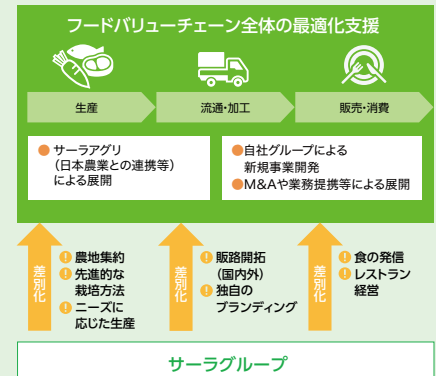 フードバリューチェーン全体の最適化支援
生産
流通・加工
販売・消費
サーラアグリ
（日本農業との連携等）
による展開
自社グループによる
新規事業開発
M&Aや業務提携等による展開
差別化
農地集約
先進的な
栽培方法
ニーズに
応じた生産
差別化
販路開拓
（国内外）
独自の
ブランディング
差別化
食の発信
レストラン
経営
サーラグループ